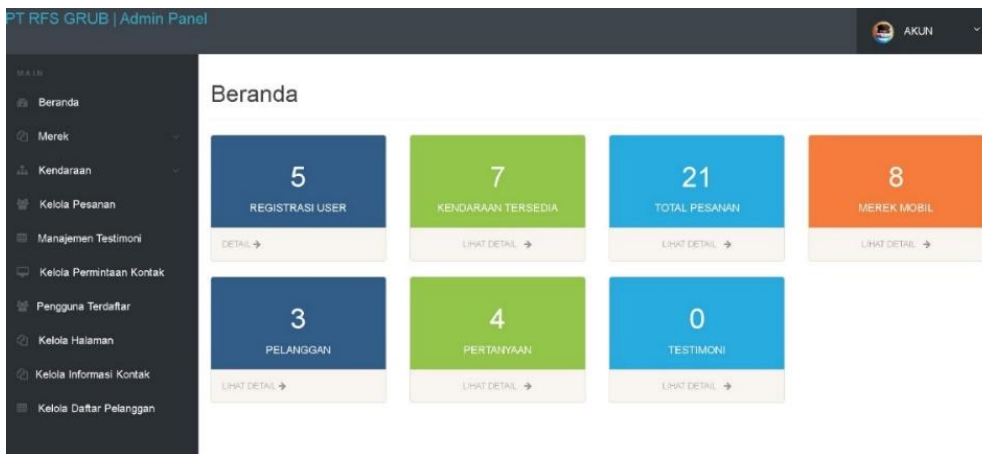 PT RFS GRUB | Admin Panel
AKUN
MAIN
Beranda
Merek
Kendaraan
Kelola Pesanan
Manajemen Testimoni
Kelola Permintaan Kontak
Pengguna Terdaftar
Kelola Halaman
Kelola Informasi Kontak
Kelola Daftar Pelanggan
Beranda
5
REGISTRASI USER
DETAIL
7
KENDARAAN TERSEDIA
LIHAT DETAIL
21
TOTAL PESANAN
LIHAT DETAIL
8
MEREK MOBIL
LIHAT DETAIL
3
PELANGGAN
LIHAT DETAIL
4
PERTANYAAN
LIHAT DETAIL
0
TESTIMONI
LIHAT DETAIL